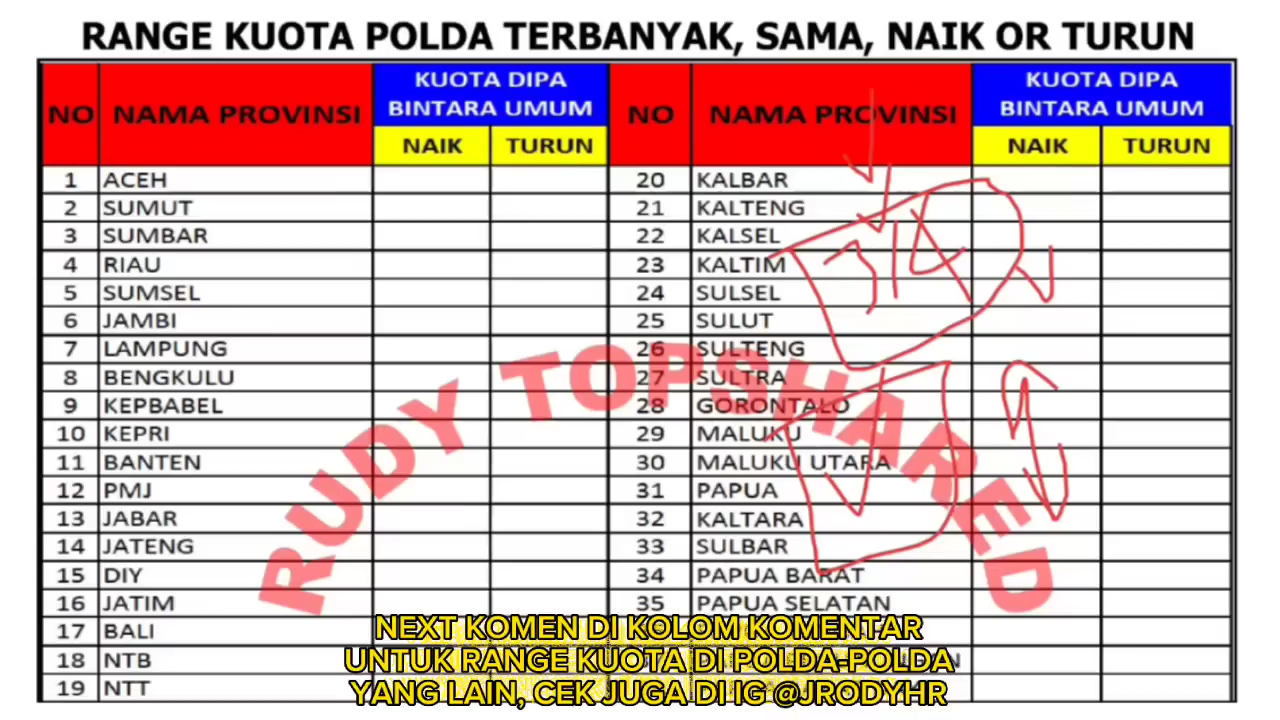 RANGE KUOTA POLDA TERBANYAK, SAMA, NAIK OR TURUN
NO NAMA PROVINSI KUOTA DIPA BINTARA UMUM NO NAMA PROVINSI KUOTA DIPA BINTARA UMUM
NAIK TURUN NAIK TURUN
1 ACEH 20 KALBAR
2 SUMUT 21 KALTENG
3 SUMBAR 22 KALSEL
4 RIAU 23 KALTIM
5 SUMSEL 24 SULSEL
6 JAMBI 25 SULUT
7 LAMPUNG 26 SULTENG
8 BENGKULU 27 SULTRA
9 KEPBABEL 28 GORONTALO
10 KEPRI 29 MALUKU
11 BANTEN 30 MALUKU UTARA
12 PMJ 31 PAPUA
13 JABAR 32 KALTARA
14 JATENG 33 SULBAR
15 DIY 34 PAPUA BARAT
16 JATIM 35 PAPUA SELATAN
17 BALI
18 NTB
19 NTT
RUDY TOPSHARED
NEXT KOMEN DI KOLOM KOMENTAR
UNTUK RANGE KUOTA DI POLDA-POLDA
YANG LAIN, CEK JUGA DI IG @JRODYHR